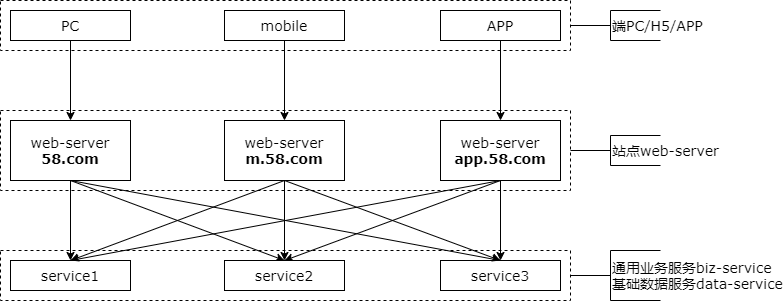 PC
mobile
APP
端PC/H5/APP
web-server
58.com
web-server
m.58.com
web-server
app.58.com
站点web-server
service1
service2
service3
通用业务服务biz-service
基础数据服务data-service